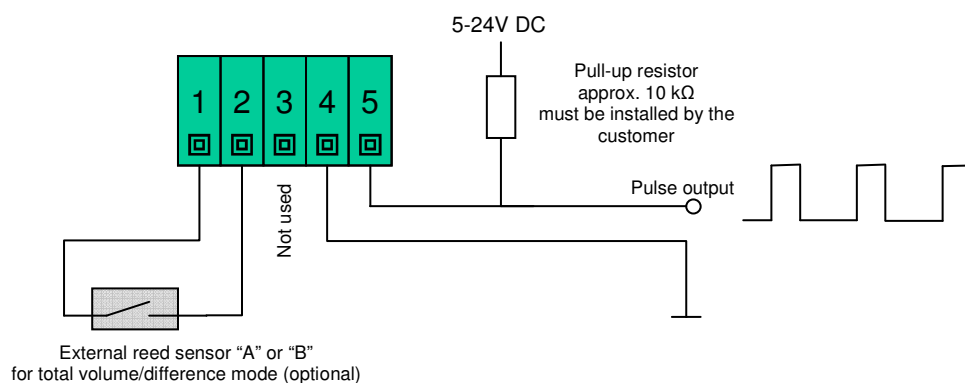 5-24V DC
1 2 3 4 5
Pull-up resistor
approx. 10 kΩ
must be installed by the
customer
Not used
Pulse output
External reed sensor “A” or “B”
for total volume/difference mode (optional)